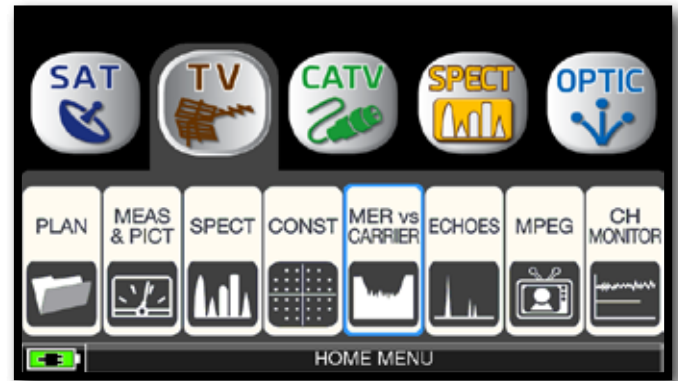 SAT
TV
CATV
SPECT
OPTIC
PLAN
MEAS
& PICT
SPECT
CONST
MER vs
CARRIER
ECHOES
MPEG
CH
MONITOR
HOME MENU